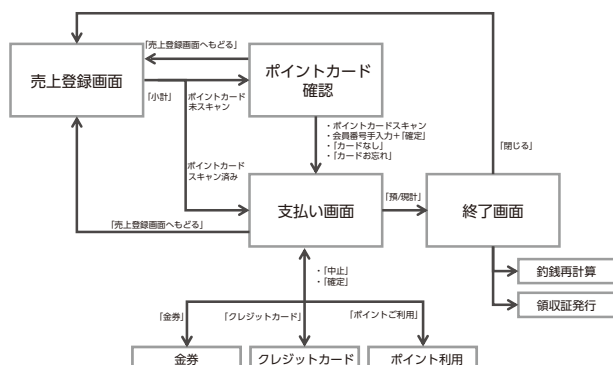 「閉じる」
「売上登録画面へもどる」
売上登録画面
ポイントカード
確認
「小計」
ポイントカード
未スキャン
・ポイントカードスキャン
・会員番号手入力+「確定」
・「カードなし」
・「カードお忘れ」
ポイントカード
スキャン済み
支払い画面
「預/現計」
終了画面
「売上登録画面へもどる」
・「中止」
・「確定」
釣銭再計算
領収証発行
「金券」
「クレジットカード」
「ポイントご利用」
金券
クレジットカード
ポイント利用